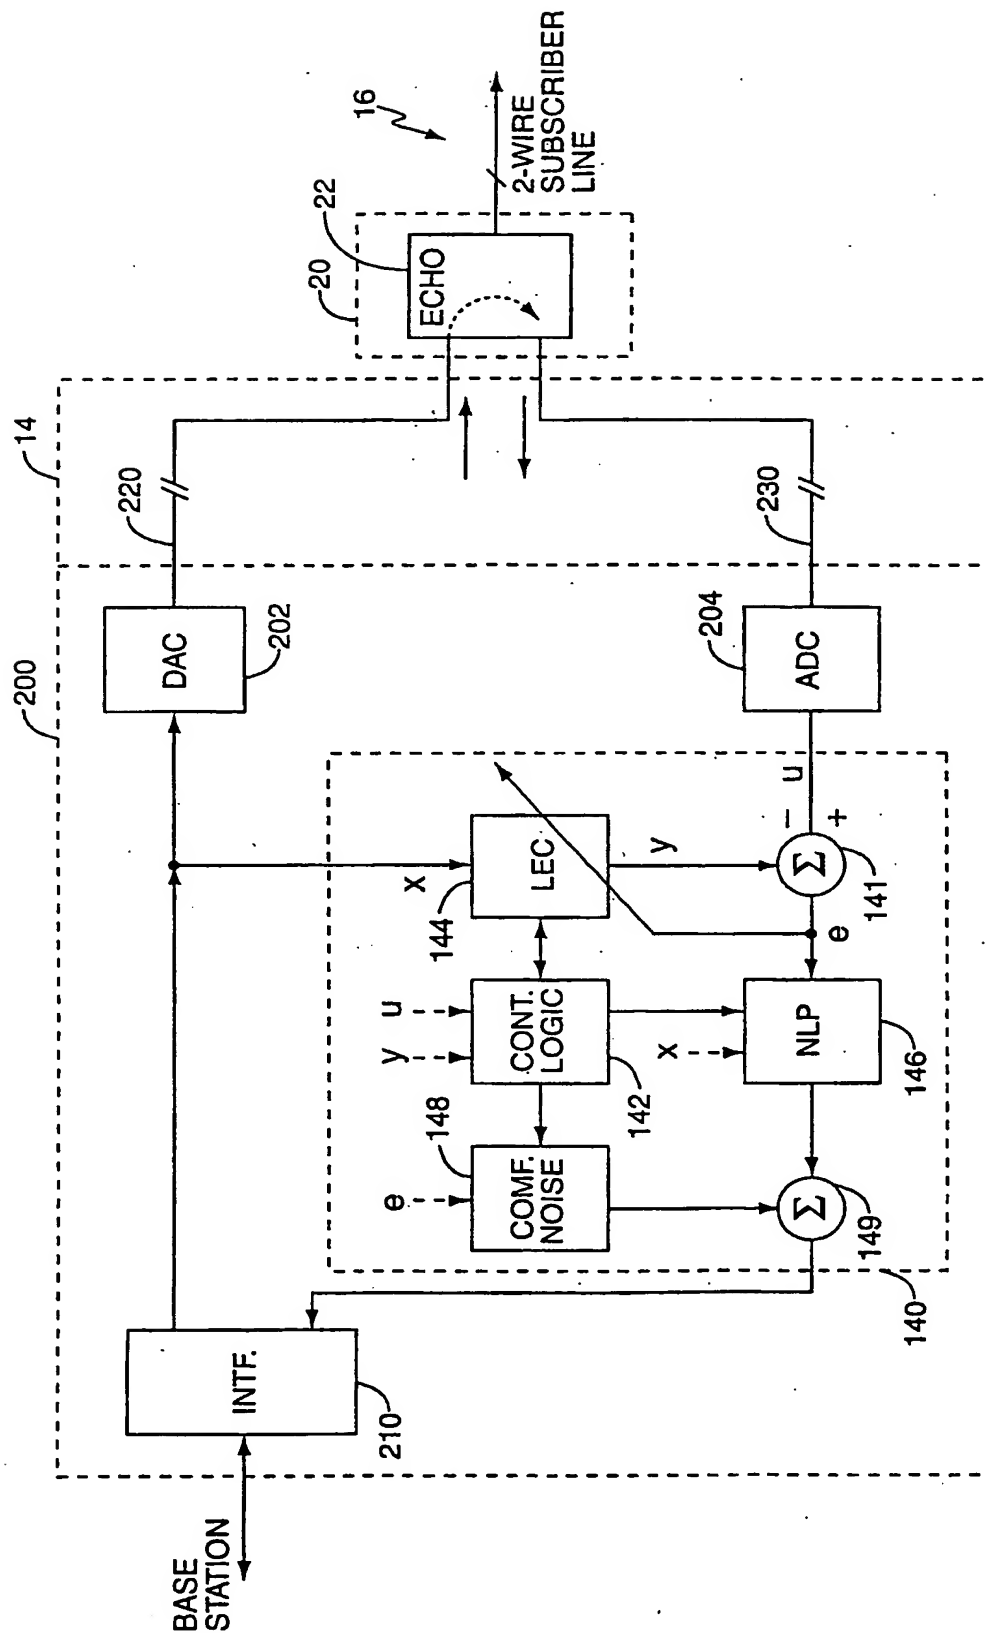 200
14
20
22
16
220
DAC
202
ECHO
2-WIRE
SUBSCRIBER
LINE
BASE
STATION
INTF.
210
x
144
LEC
y
u
y
CONT.
LOGIC
142
e
148
COMF.
NOISE
x
NLP
146
e
Σ
141
−
+
u
ADC
204
230
Σ
149
140